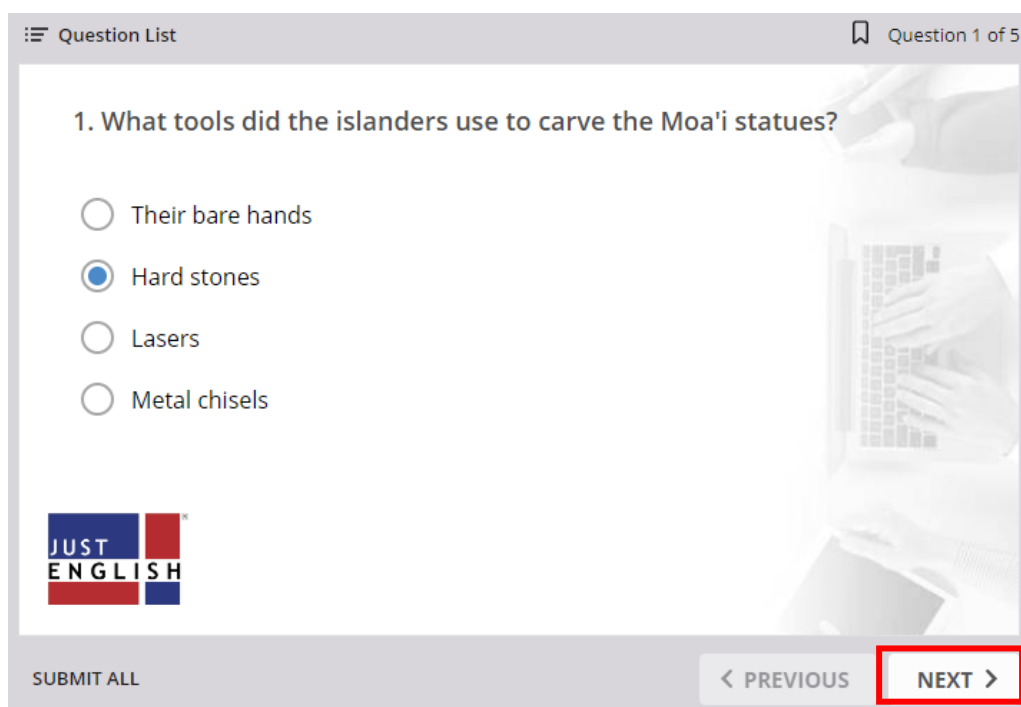 Question List
Question 1 of 5
1. What tools did the islanders use to carve the Moa'i statues?
Their bare hands
Hard stones
Lasers
Metal chisels
JUST
ENGLISH
SUBMIT ALL
PREVIOUS
NEXT